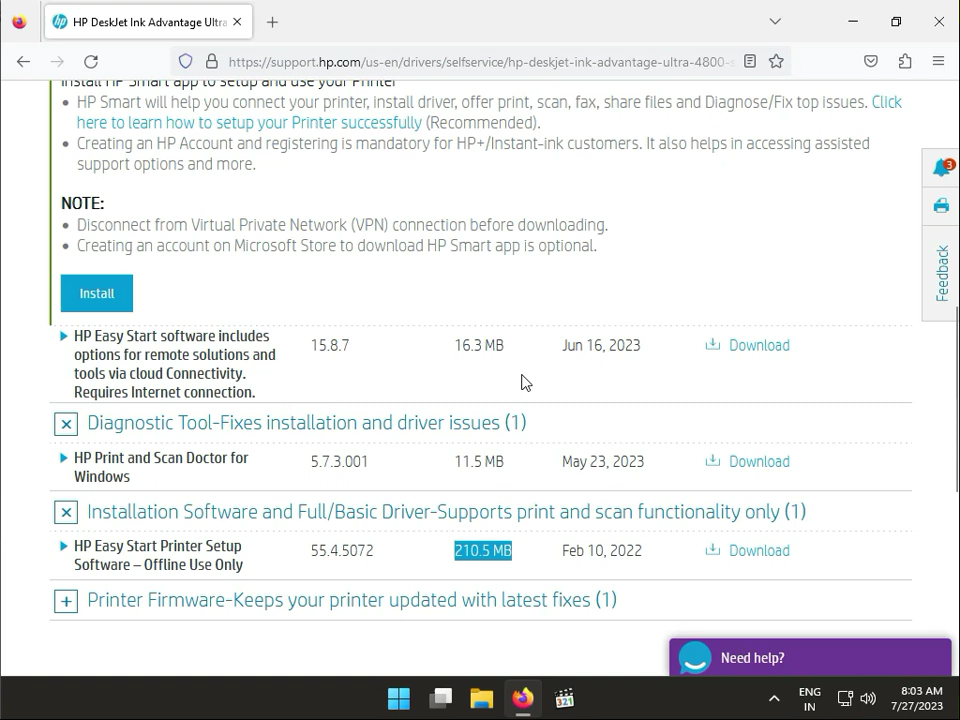 HP DeskJet Ink Advantage Ultra
https://support.hp.com/us-en/drivers/selfservice/hp-deskjet-ink-advantage-ultra-4800-s
Install HP Smart app to setup and use your Printer
HP Smart will help you connect your printer, install driver, offer print, scan, fax, share files and Diagnose/Fix top issues. Click
here to learn how to setup your Printer successfully (Recommended).
Creating an HP Account and registering is mandatory for HP+/Instant-ink customers. It also helps in accessing assisted
support options and more.
3
NOTE:
Disconnect from Virtual Private Network (VPN) connection before downloading.
Creating an account on Microsoft Store to download HP Smart app is optional.
Feedback
Install
HP Easy Start software includes
options for remote solutions and
tools via cloud Connectivity.
Requires Internet connection.
15.8.7
16.3 MB
Jun 16, 2023
Download
Diagnostic Tool-Fixes installation and driver issues (1)
HP Print and Scan Doctor for
Windows
5.7.3.001
11.5 MB
May 23, 2023
Download
Installation Software and Full/Basic Driver-Supports print and scan functionality only (1)
HP Easy Start Printer Setup
Software – Offline Use Only
55.4.5072
210.5 MB
Feb 10, 2022
Download
Printer Firmware-Keeps your printer updated with latest fixes (1)
Need help?
321
ENG
IN
8:03 AM
7/27/2023